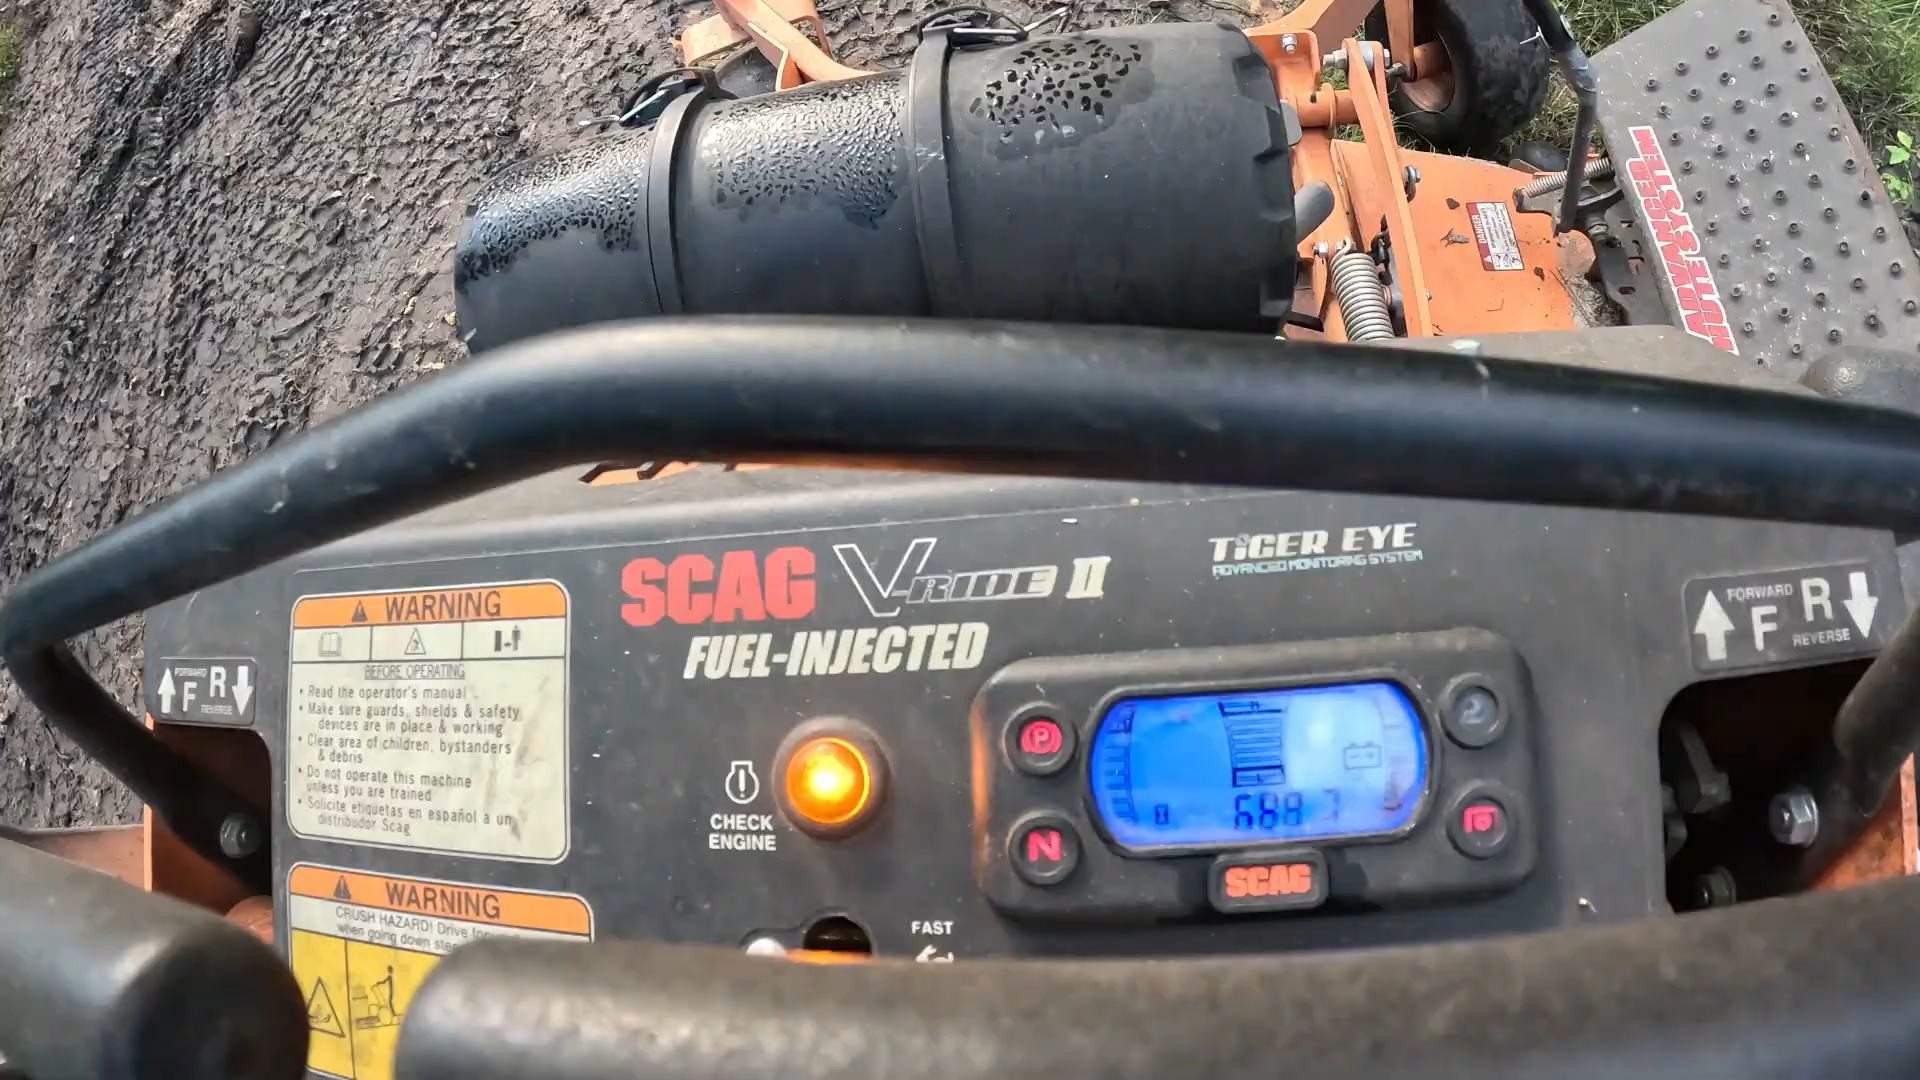 ADVANCED
CHUTE SYSTEM
DANGER
SCAG V-RIDE II
FUEL-INJECTED
TIGER EYE
ADVANCED MONITORING SYSTEM
FORWARD
F R
REVERSE
FORWARD
F R
REVERSE
WARNING
BEFORE OPERATING
• Read the operator's manual
• Make sure guards, shields & safety
devices are in place & working
• Clear area of children, bystanders
& debris
• Do not operate this machine
unless you are trained
• Solicite etiquetas en español a un
distribuidor Scag
CHECK
ENGINE
P
N
SCAG
WARNING
CRUSH HAZARD! Drive
when going down
FAST